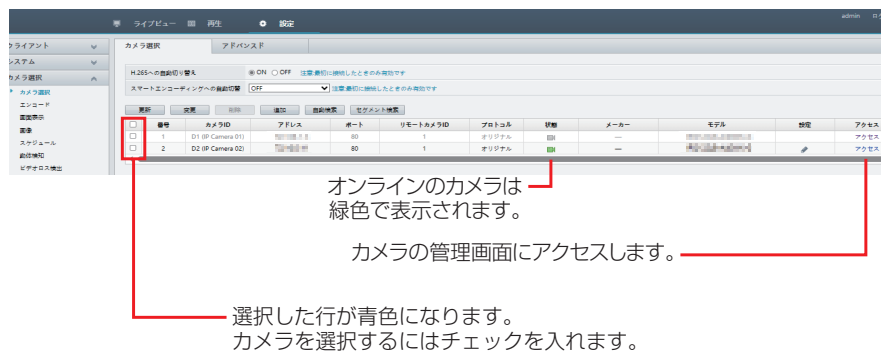 ライブビュー 再生 設定 admin
クライアント
システム
カメラ選択
カメラ選択
エンコード
画面表示
画像
スケジュール
動体検知
ビデオロス検出
カメラ選択 アドバンスド
H.265への自動切り替え ON OFF 注意:最初に接続したときのみ有効です
スマートエンコーディングへの自動切替 OFF 注意:最初に接続したときのみ有効です
更新 変更 削除 追加 自動検索 セグメント検索
番号 カメラID アドレス ポート リモートカメラID プロトコル 状態 メーカー モデル 設定 アクセス
1 D1 (IP Camera 01) 80 1 オリジナル — アクセス
2 D2 (IP Camera 02) 80 1 オリジナル — アクセス
オンラインのカメラは
緑色で表示されます。
カメラの管理画面にアクセスします。
選択した行が青色になります。
カメラを選択するにはチェックを入れます。